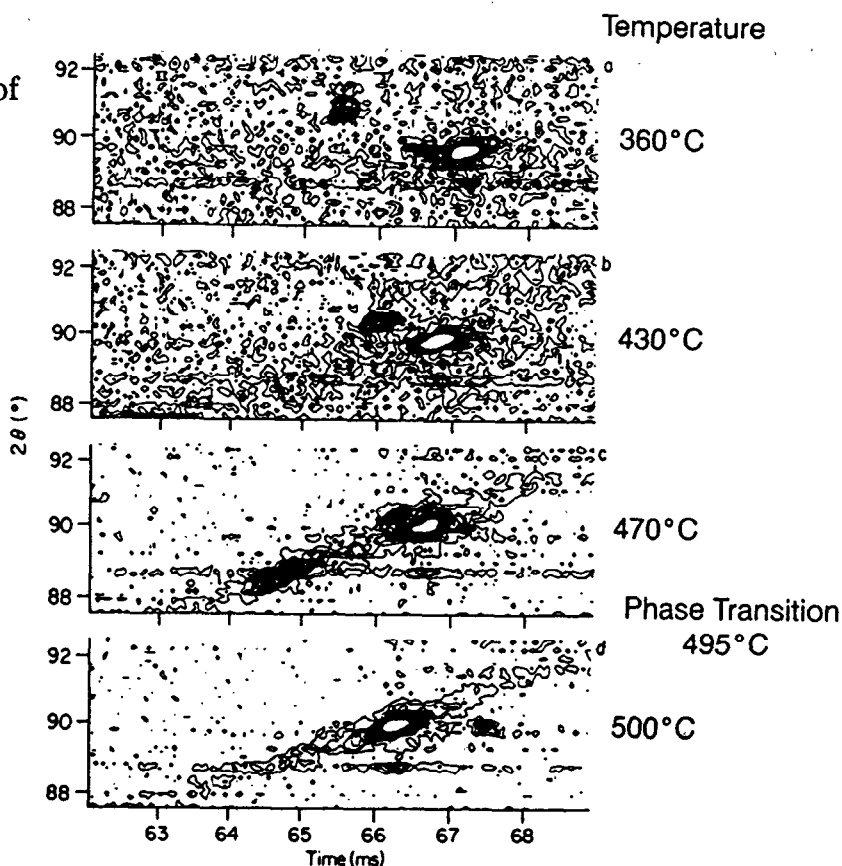 Temperature
of
92
90
88
a
360°C
92
90
88
b
430°C
2θ (°)
92
90
88
c
470°C
Phase Transition
495°C
92
90
88
d
500°C
63 64 65 66 67 68
Time (ms)